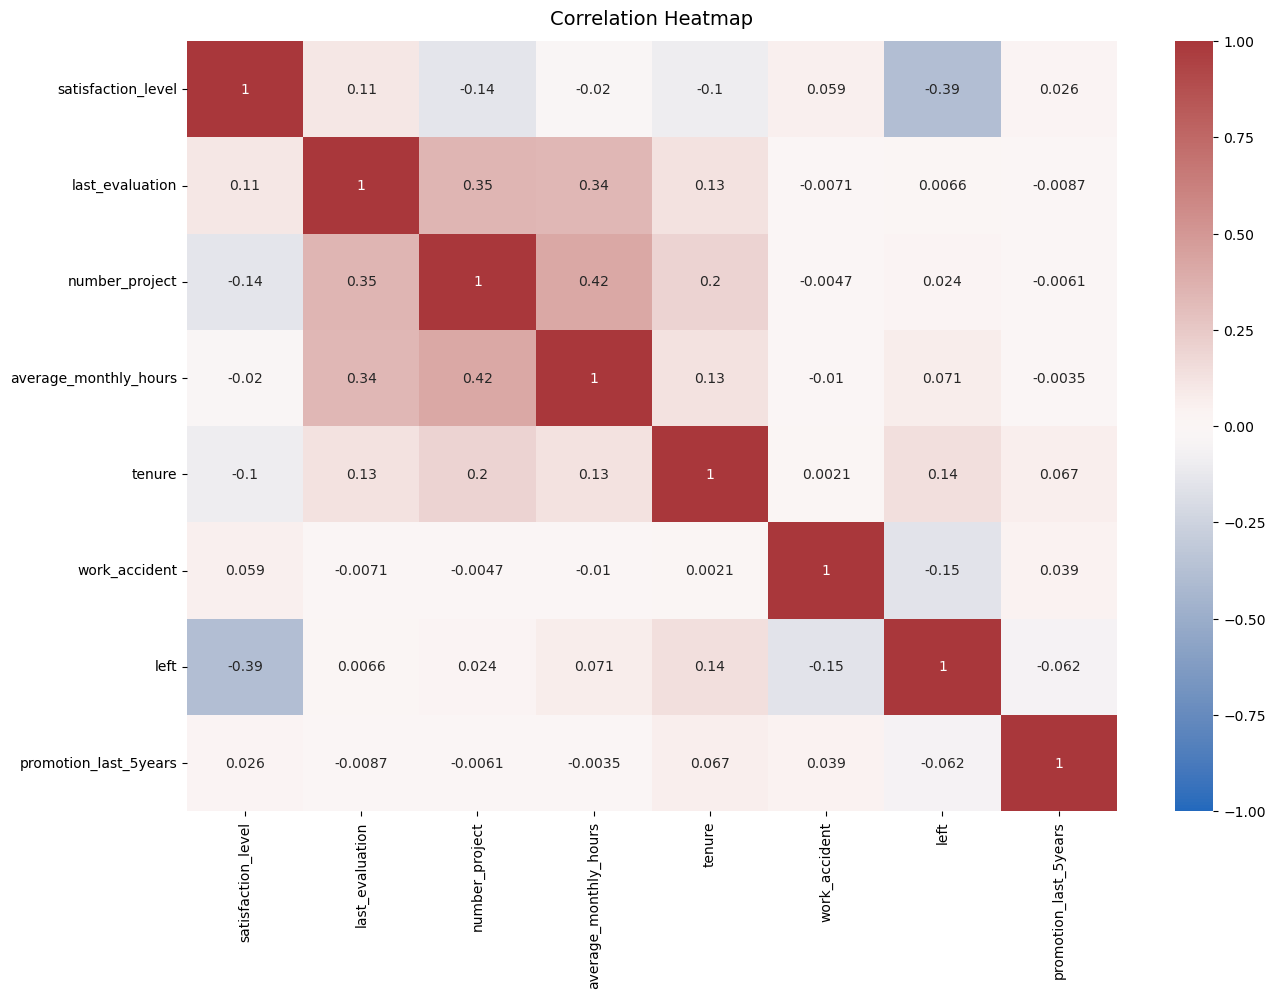 Correlation Heatmap
satisfaction_level 1 0.11 -0.14 -0.02 -0.1 0.059 -0.39 0.026
last_evaluation 0.11 1 0.35 0.34 0.13 -0.0071 0.0066 -0.0087
number_project -0.14 0.35 1 0.42 0.2 -0.0047 0.024 -0.0061
average_monthly_hours -0.02 0.34 0.42 1 0.13 -0.01 0.071 -0.0035
tenure -0.1 0.13 0.2 0.13 1 0.0021 0.14 0.067
work_accident 0.059 -0.0071 -0.0047 -0.01 0.0021 1 -0.15 0.039
left -0.39 0.0066 0.024 0.071 0.14 -0.15 1 -0.062
promotion_last_5years 0.026 -0.0087 -0.0061 -0.0035 0.067 0.039 -0.062 1
satisfaction_level
last_evaluation
number_project
average_monthly_hours
tenure
work_accident
left
promotion_last_5years
1.00
0.75
0.50
0.25
0.00
−0.25
−0.50
−0.75
−1.00